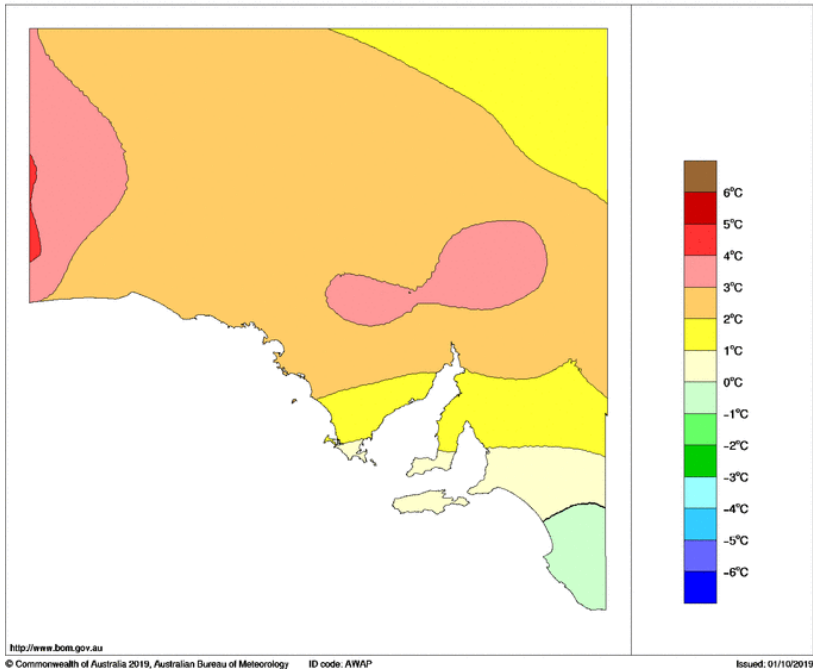 6°C
5°C
4°C
3°C
2°C
1°C
0°C
-1°C
-2°C
-3°C
-4°C
-5°C
-6°C
http://www.bom.gov.au
© Commonwealth of Australia 2019, Australian Bureau of Meteorology ID code: AWAP Issued: 01/10/2019